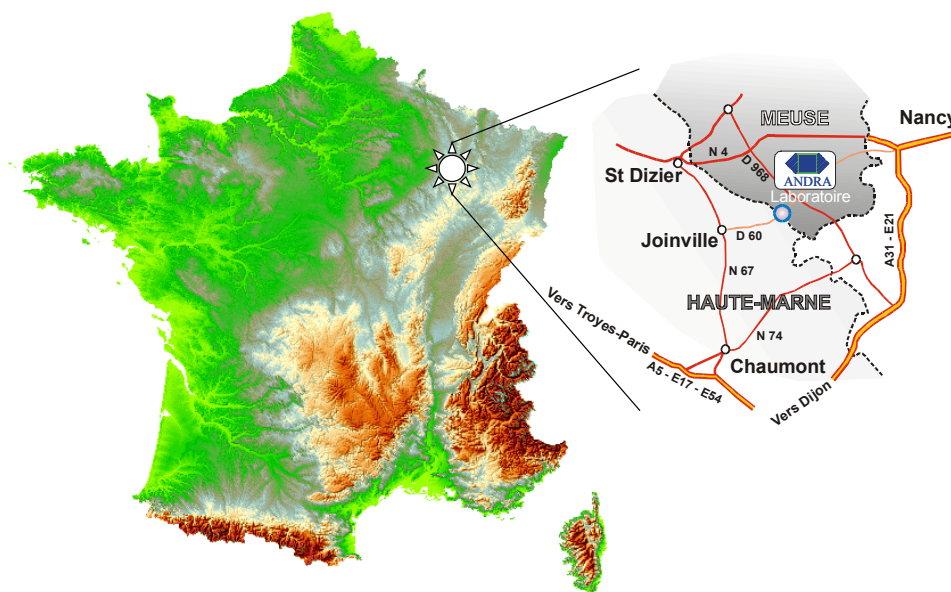 MEUSE
Nancy
N 4
D 968
St Dizier
ANDRA
Laboratoire
Joinville
D 60
A31 - E21
N 67
HAUTE-MARNE
Vers Troyes-Paris
N 74
Chaumont
A5 - E17 - E54
Vers Dijon